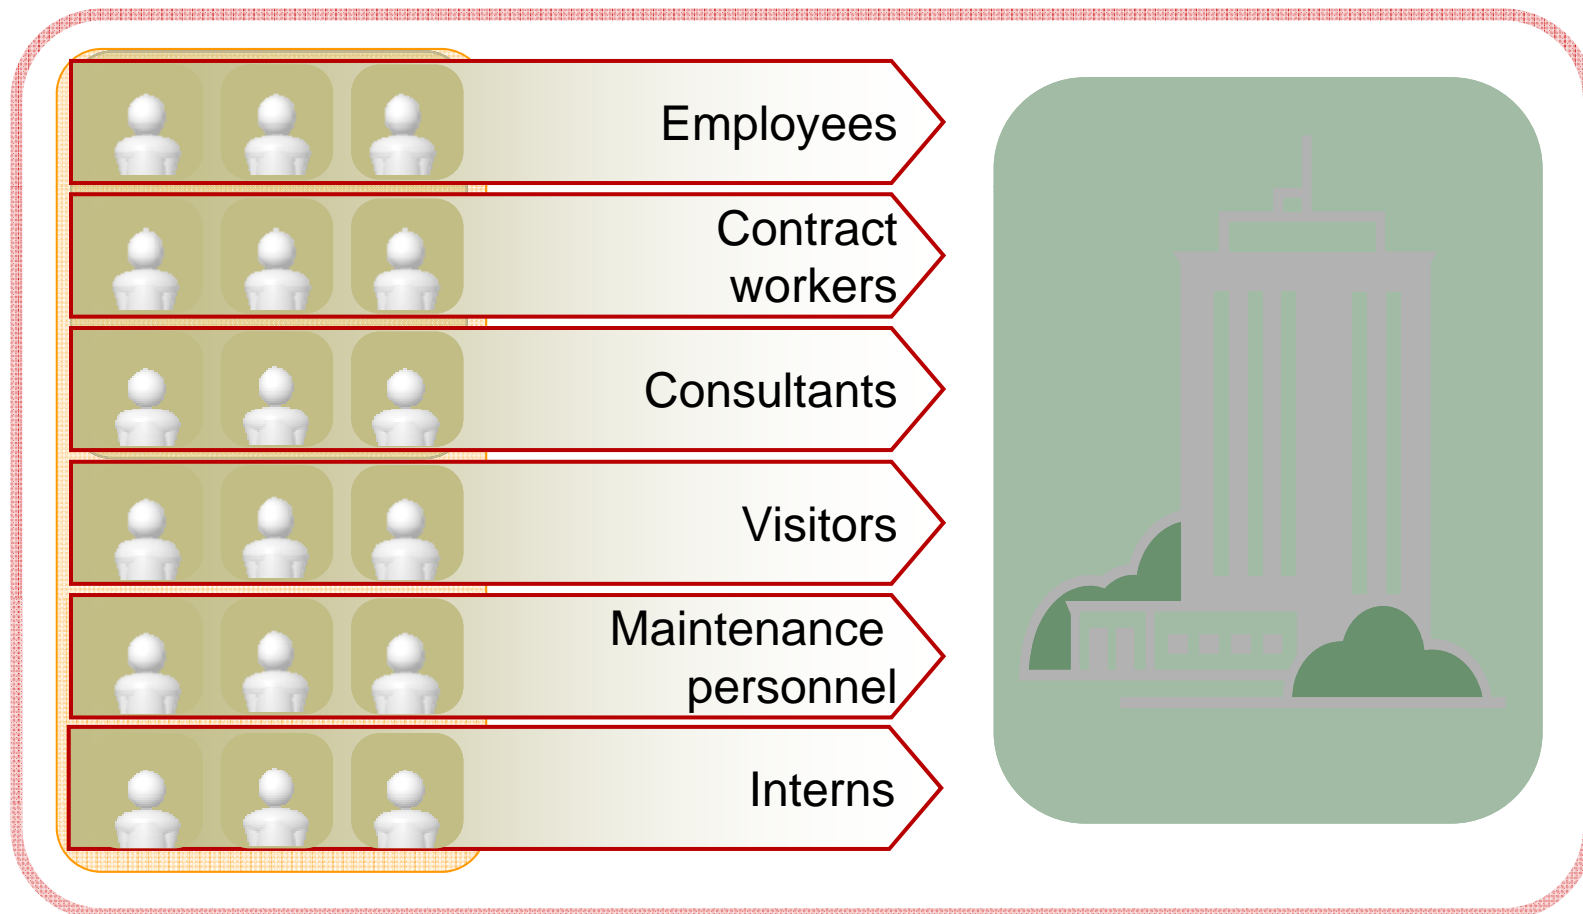 Employees
Contract
workers
Consultants
Visitors
Maintenance
personnel
Interns